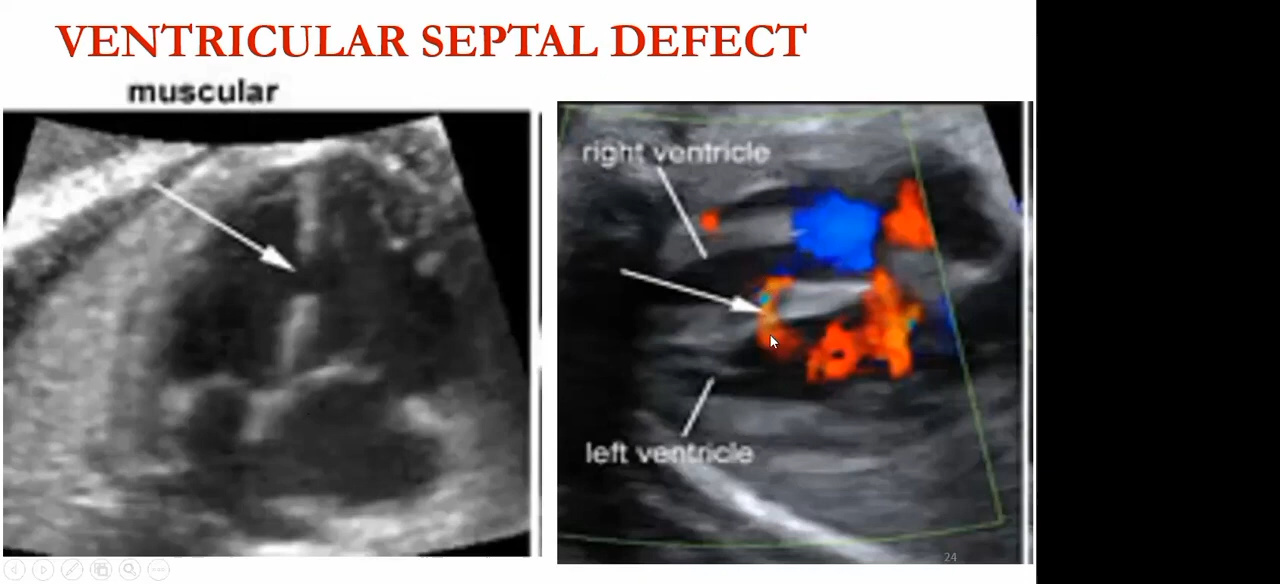 VENTRICULAR SEPTAL DEFECT
muscular
right ventricle
left ventricle
24